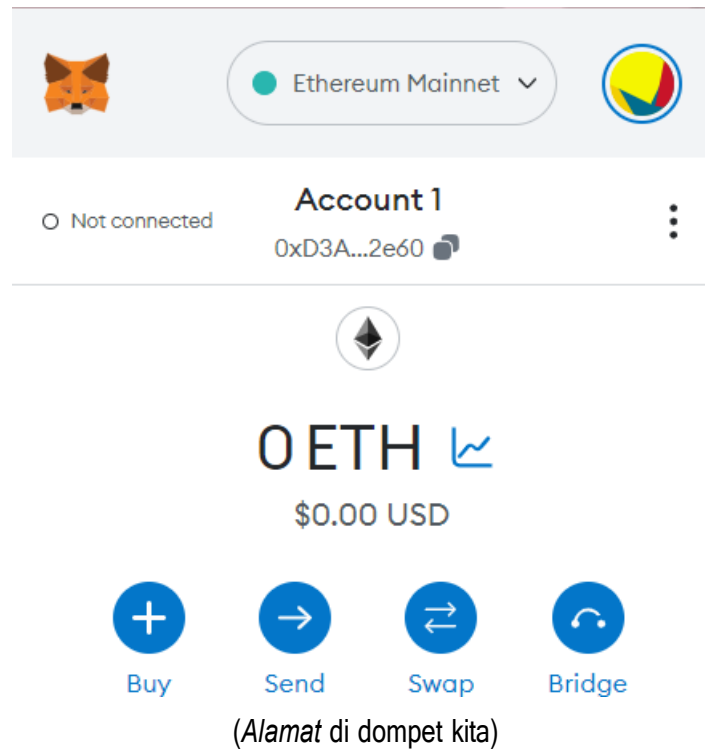 Ethereum Mainnet
Not connected
Account 1
0xD3A...2e60
0 ETH
$0.00 USD
Buy Send Swap Bridge
(Alamat di dompet kita)